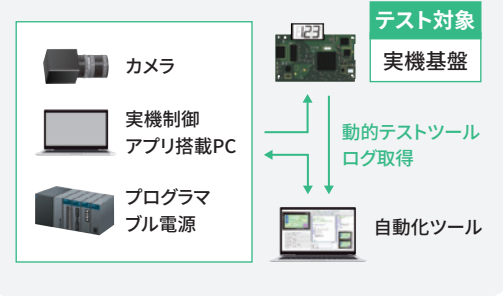 テスト対象
実機基盤
123
カメラ
実機制御
アプリ搭載PC
動的テストツール
ログ取得
プログラマ
ブル電源
自動化ツール